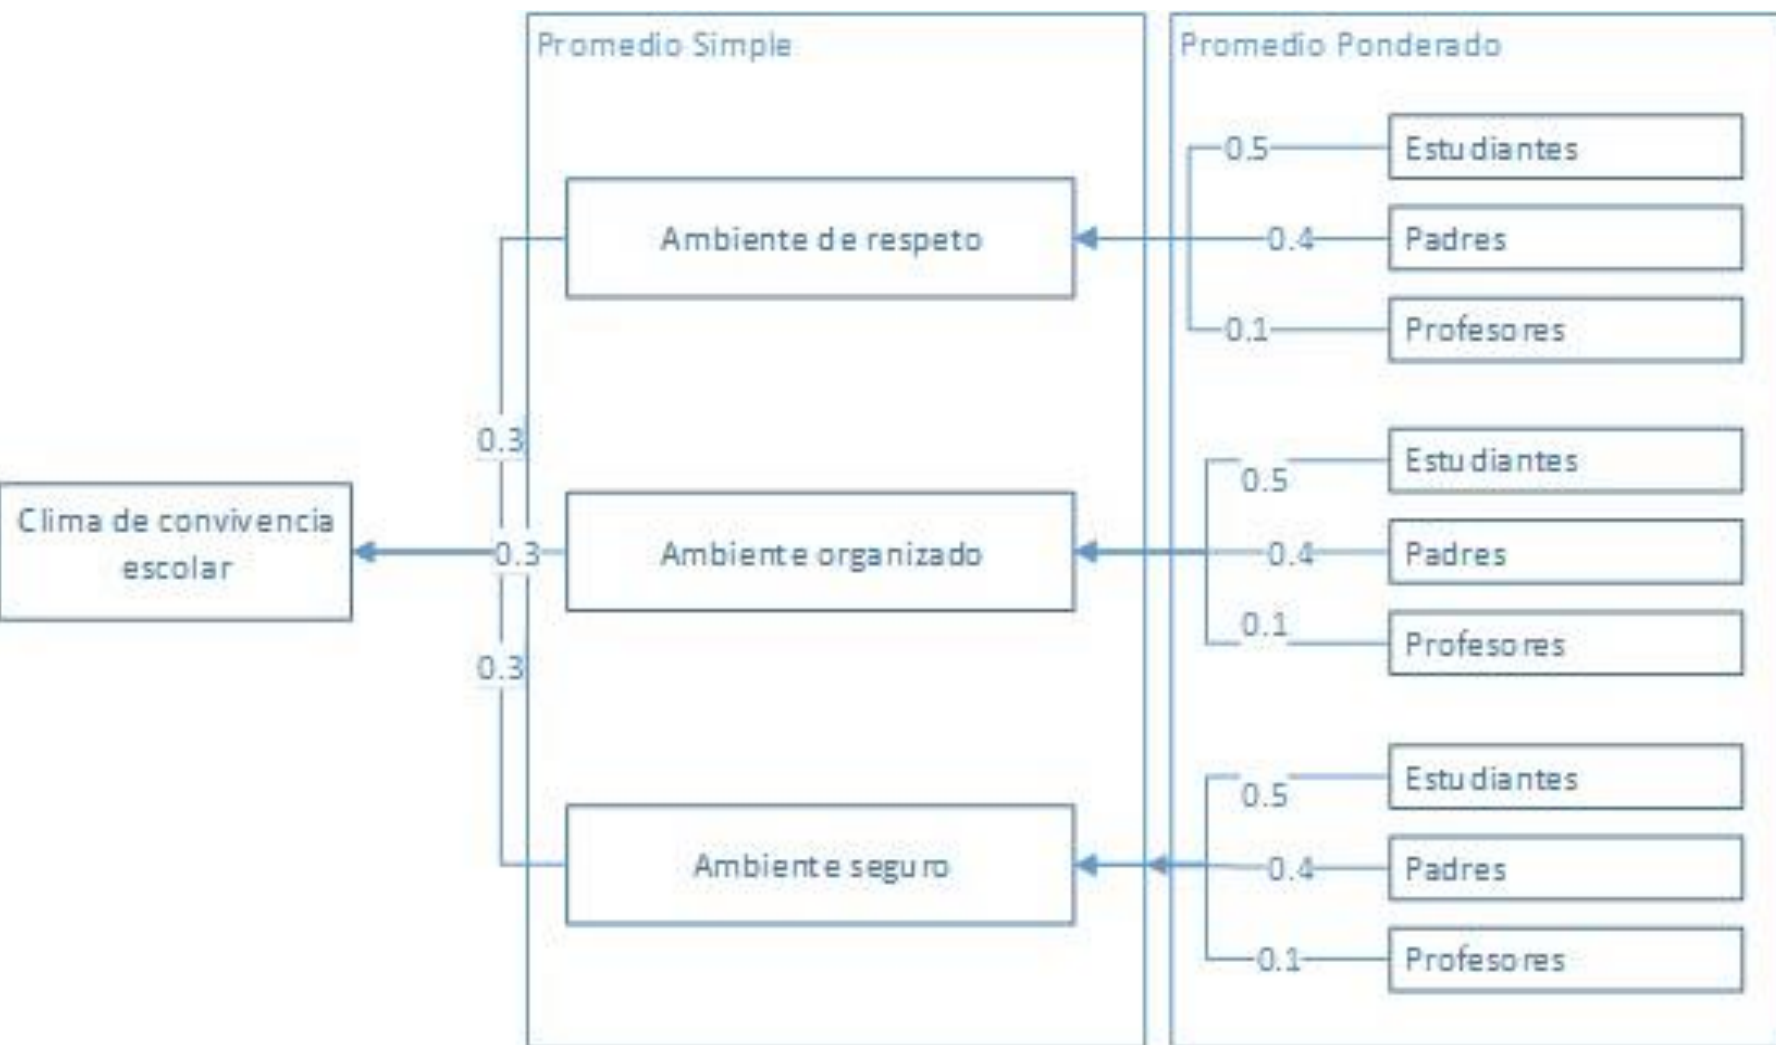 Promedio Simple
Promedio Ponderado
0.5
Estudiantes
Ambiente de respeto
0.4
Padres
0.1
Profesores
0.3
Clima de convivencia
escolar
0.3
Ambiente organizado
0.5
Estudiantes
0.4
Padres
0.1
Profesores
0.3
Ambiente seguro
0.5
Estudiantes
0.4
Padres
0.1
Profesores